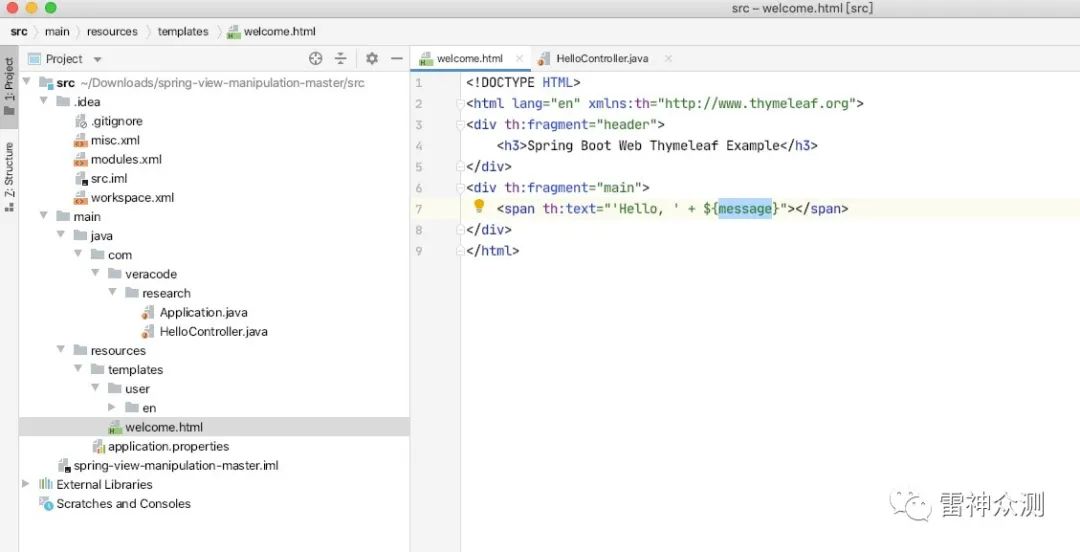 src – welcome.html [src]
src main resources templates welcome.html
Project
welcome.html
HelloController.java
1: Project
Z: Structure
src ~/Downloads/spring-view-manipulation-master/src
.idea
.gitignore
misc.xml
modules.xml
src.iml
workspace.xml
main
java
com
veracode
research
Application.java
HelloController.java
resources
templates
user
en
welcome.html
application.properties
spring-view-manipulation-master.iml
External Libraries
Scratches and Consoles
1 <!DOCTYPE HTML>
2 <html lang="en" xmlns:th="http://www.thymeleaf.org">
3 <div th:fragment="header">
4 <h3>Spring Boot Web Thymeleaf Example</h3>
5 </div>
6 <div th:fragment="main">
7 <span th:text="'Hello, ' + ${message}"></span>
8 </div>
9 </html>
雷神众测